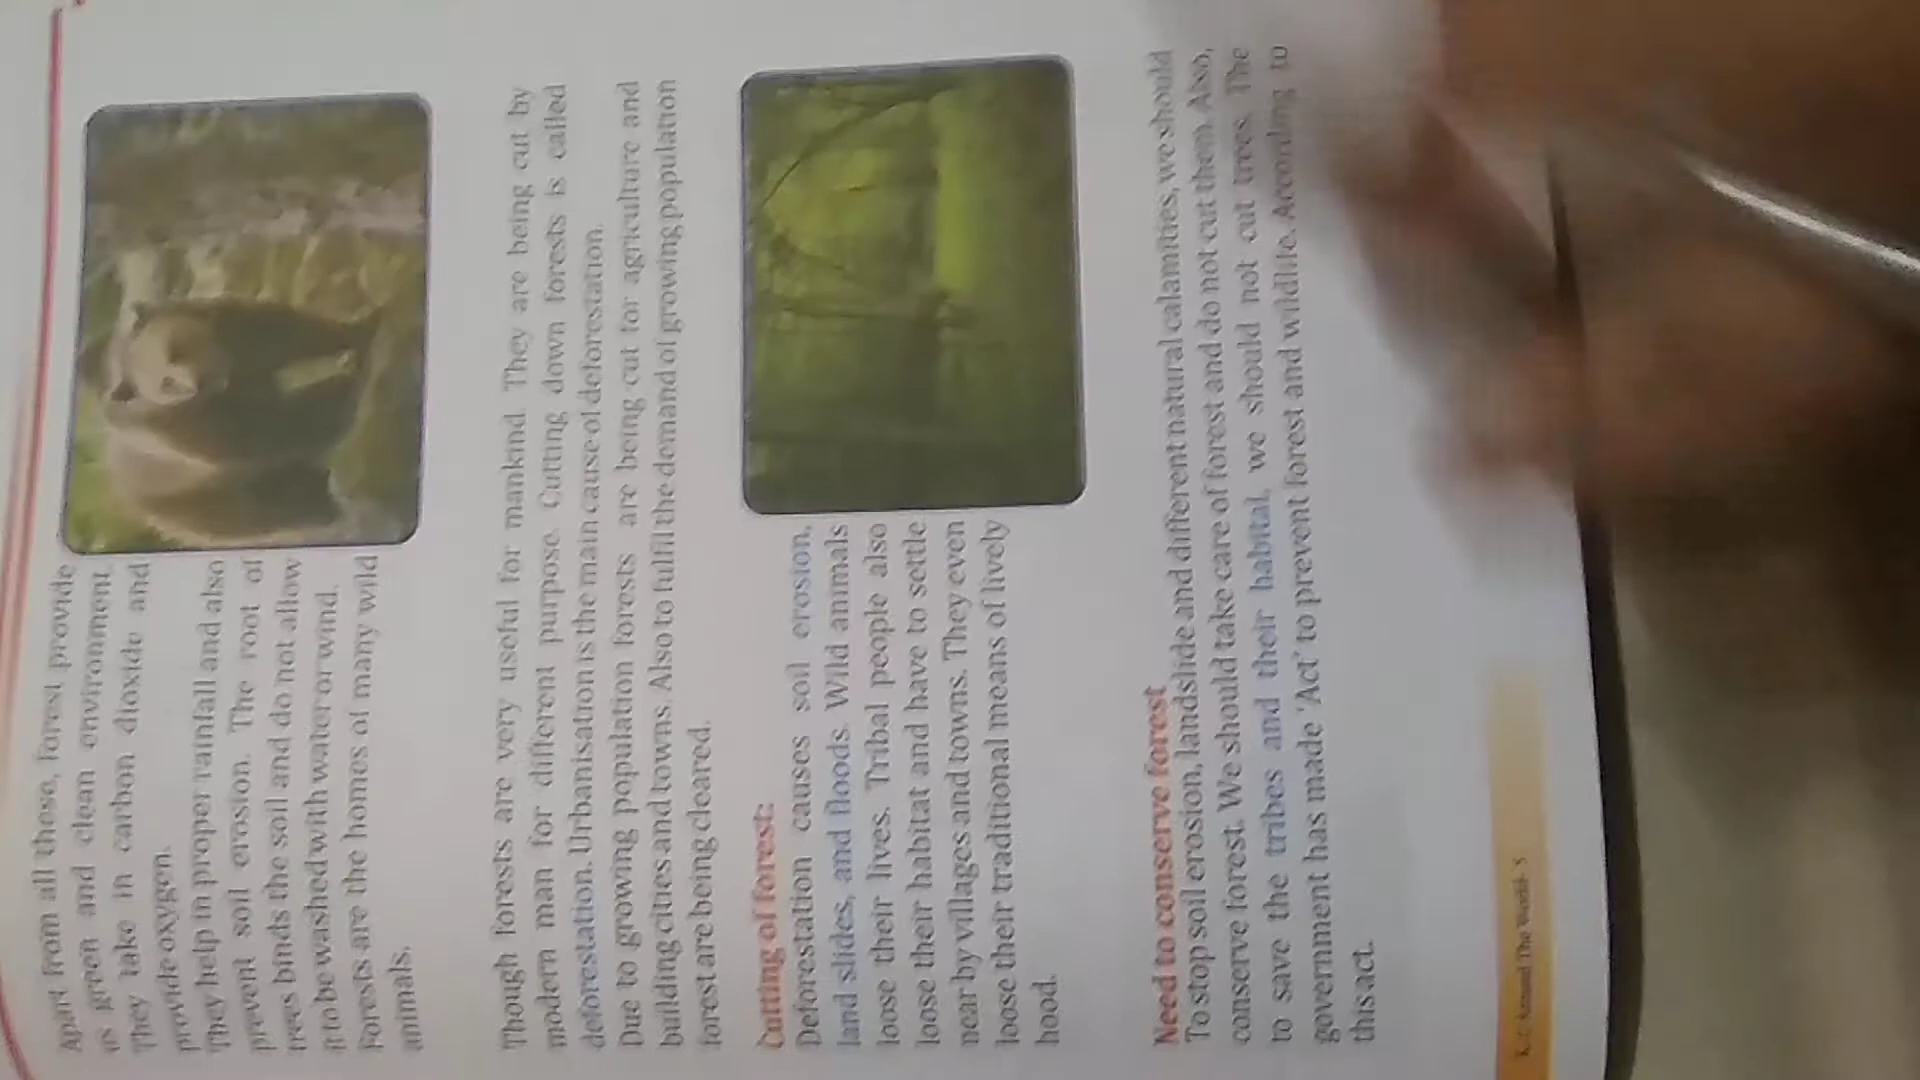 Apart from all these, forest provide
us green and clean environment.
They take in carbon dioxide and
provide oxygen.
They help in proper rainfall and also
prevent soil erosion. The root of
trees binds the soil and do not allow
it to be washed with water or wind.
Forests are the homes of many wild
animals.
Though forests are very useful for mankind. They are being cut by
modern man for different purpose. Cutting down forests is called
deforestation. Urbanisation is the main cause of deforestation.
Due to growing population forests are being cut for agriculture and
building cities and towns. Also to fulfil the demand of growing population
forest are being cleared.
Cutting of forest:
Deforestation causes soil erosion,
land slides, and floods. Wild animals
loose their lives. Tribal people also
loose their habitat and have to settle
near by villages and towns. They even
loose their traditional means of lively
hood.
Need to conserve forest
To stop soil erosion, landslide and different natural calamities, we should
conserve forest. We should take care of forest and do not cut them. Also,
to save the tribes and their habital, we should not cut trees. The
government has made 'Act' to prevent forest and wildlife. According to
this act.
Around The World- 5